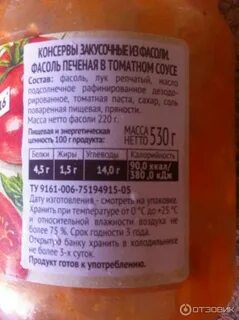 КОНСЕРВЫ ЗАКУСОЧНЫЕ ИЗ ФАСОЛИ.
ФАСОЛЬ ПЕЧЕНАЯ В ТОМАТНОМ СОУСЕ
Состав: фасоль, лук репчатый, масло
подсолнечное рафинированное дезодо-
рированное, томатная паста, сахар, соль
поваренная пищевая, пряности.
Масса нетто фасоли 220 г.
Пищевая и энергетическая
ценность 100 г продукта:
МАССА
НЕТТО 530 г
Белки Жиры Углеводы Калорийность
4,5 г 1,5 г 14,0 г 90,0 ккал/
380,0 кДж
ТУ 9161-006-75194915-05
Дата изготовления - смотреть на упаковке.
Хранить при температуре от 0 °С до +25 °С
и относительной влажности воздуха не
более 75 %. Срок годности 3 года.
Открытую банку хранить в холодильнике
не более 3-х суток.
Продукт готов к употреблению.
ОТЗОВИК